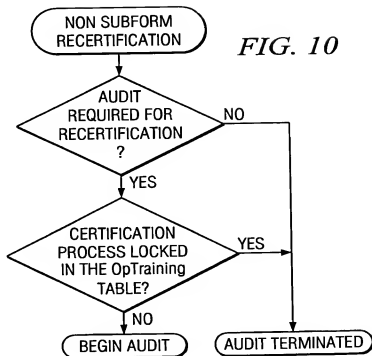 NON SUBFORM
RECERTIFICATION
FIG. 10
AUDIT
REQUIRED FOR
RECERTIFICATION
?
NO
YES
CERTIFICATION
PROCESS LOCKED
IN THE OpTraining
TABLE?
YES
NO
BEGIN AUDIT
AUDIT TERMINATED